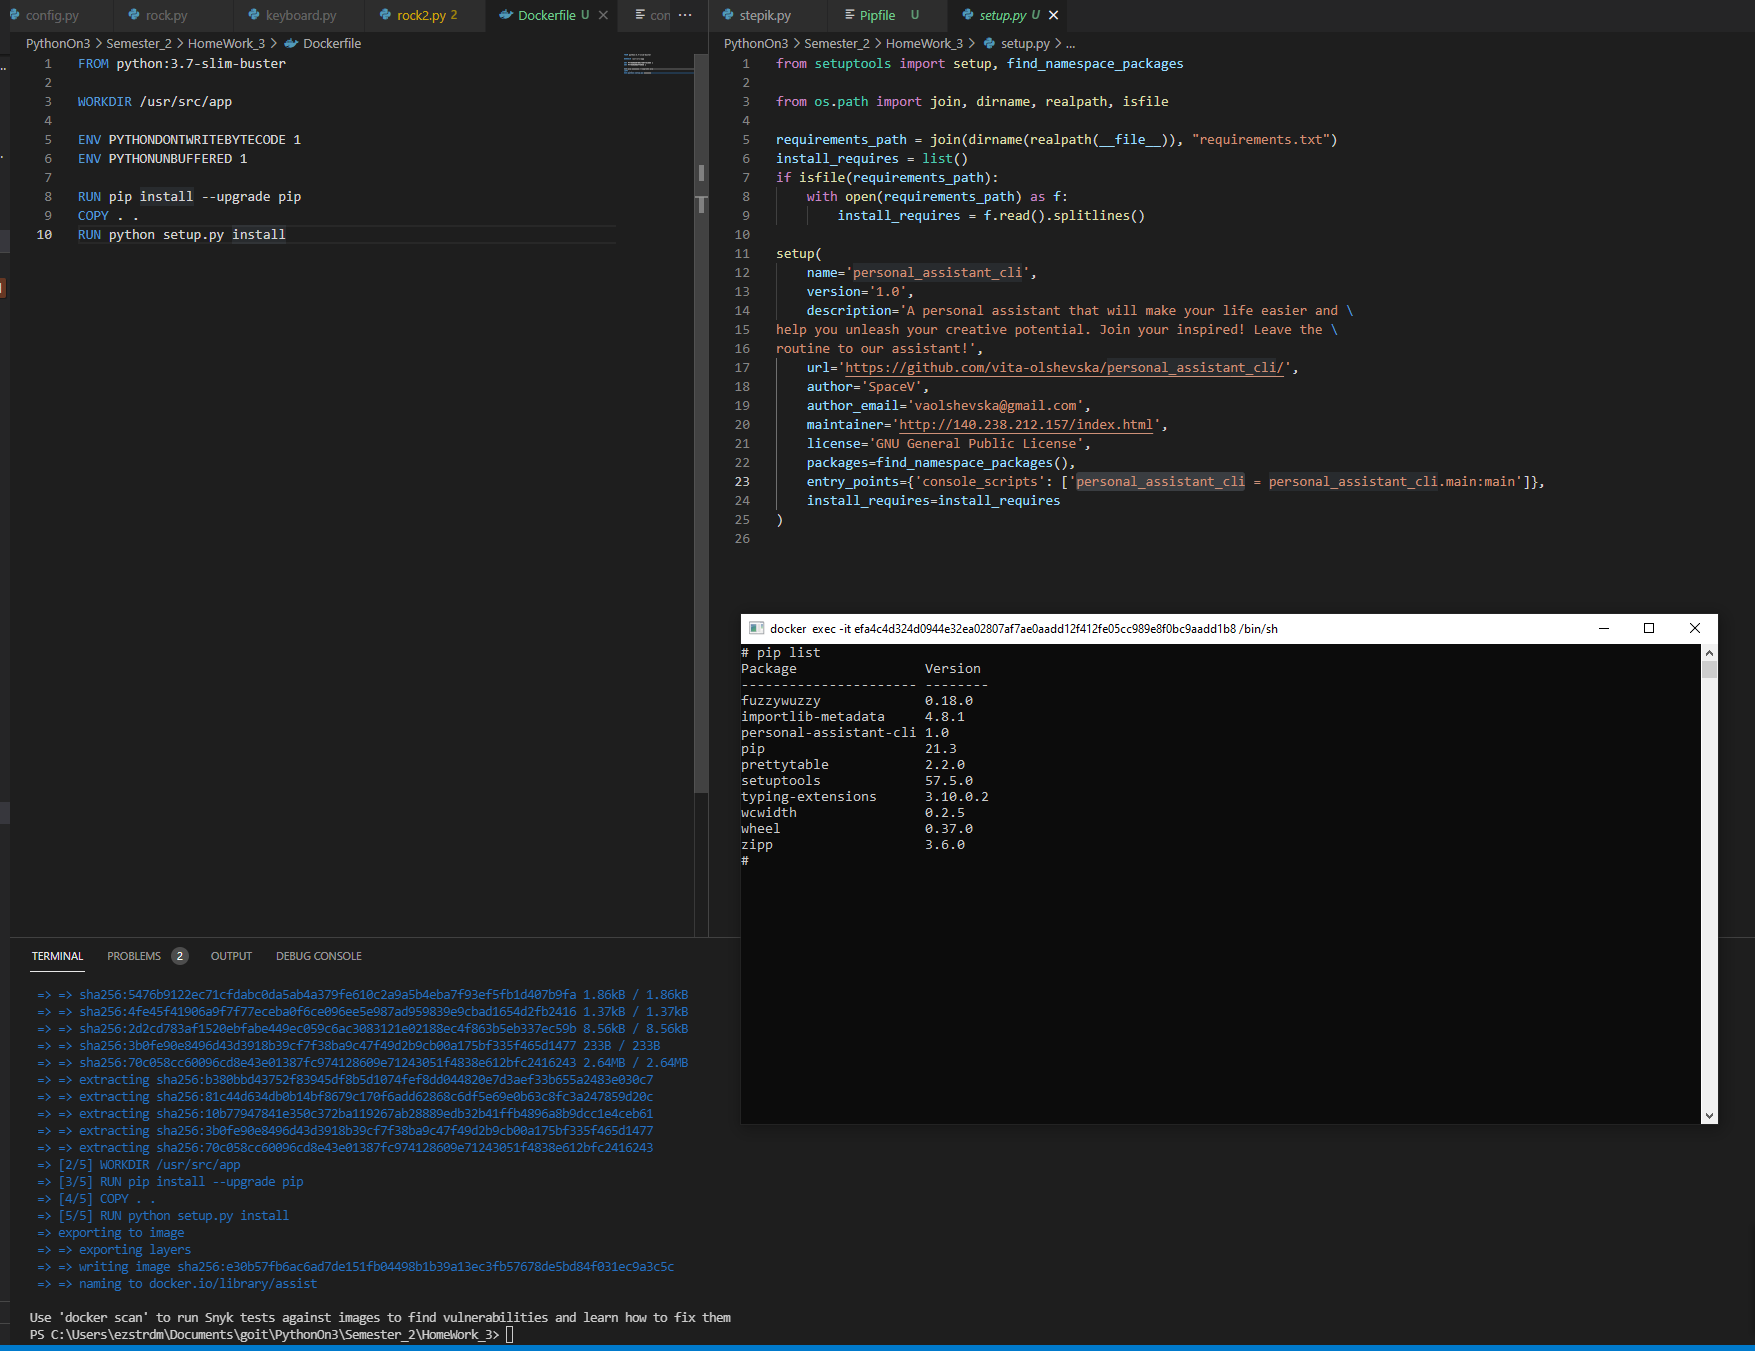 config.py rock.py keyboard.py rock2.py 2 Dockerfile U con ...
PythonOn3 > Semester_2 > HomeWork_3 > Dockerfile
1 FROM python:3.7-slim-buster
2
3 WORKDIR /usr/src/app
4
5 ENV PYTHONDONTWRITEBYTECODE 1
6 ENV PYTHONUNBUFFERED 1
7
8 RUN pip install --upgrade pip
9 COPY . .
10 RUN python setup.py install
stepik.py Pipfile U setup.py U
PythonOn3 > Semester_2 > HomeWork_3 > setup.py > ...
1 from setuptools import setup, find_namespace_packages
2
3 from os.path import join, dirname, realpath, isfile
4
5 requirements_path = join(dirname(realpath(__file__)), "requirements.txt")
6 install_requires = list()
7 if isfile(requirements_path):
8 with open(requirements_path) as f:
9 install_requires = f.read().splitlines()
10
11 setup(
12 name='personal_assistant_cli',
13 version='1.0',
14 description='A personal assistant that will make your life easier and \
15 help you unleash your creative potential. Join your inspired! Leave the \
16 routine to our assistant!',
17 url='https://github.com/vita-olshevska/personal_assistant_cli/',
18 author='SpaceV',
19 author_email='vaolshevska@gmail.com',
20 maintainer='http://140.238.212.157/index.html',
21 license='GNU General Public License',
22 packages=find_namespace_packages(),
23 entry_points={'console_scripts': ['personal_assistant_cli = personal_assistant_cli.main:main']},
24 install_requires=install_requires
25 )
26
docker exec -it efa4c4d324d0944e32ea02807af7ae0aadd12f412fe05cc989e8f0bc9aadd1b8 /bin/sh
# pip list
Package Version
---------------------- --------
fuzzywuzzy 0.18.0
importlib-metadata 4.8.1
personal-assistant-cli 1.0
pip 21.3
prettytable 2.2.0
setuptools 57.5.0
typing-extensions 3.10.0.2
wcwidth 0.2.5
wheel 0.37.0
zipp 3.6.0
#
TERMINAL PROBLEMS 2 OUTPUT DEBUG CONSOLE
=> => sha256:5476b9122ec71cfdabc0da5ab4a379fe610c2a9a5b4eba7f93ef5fb1d407b9fa 1.86kB / 1.86kB
=> => sha256:4fe45f41906a9f7f77eceba0f6ce096ee5e987ad959839e9cbad1654d2fb2416 1.37kB / 1.37kB
=> => sha256:2d2cd783af1520ebfabe449ec059c6ac3083121e02188ec4f863b5eb337ec59b 8.56kB / 8.56kB
=> => sha256:3b0fe90e8496d43d3918b39cf7f38ba9c47f49d2b9cb00a175bf335f465d1477 233B / 233B
=> => sha256:70c058cc60096cd8e43e01387fc974128609e71243051f4838e612bfc2416243 2.64MB / 2.64MB
=> => extracting sha256:b380bbd43752f83945df8b5d1074fef8dd044820e7d3aef33b655a2483e030c7
=> => extracting sha256:81c44d634db0b14bf8679c170f6add62868c6df5e69e0b63c8fc3a247859d20c
=> => extracting sha256:10b77947841e350c372ba119267ab28889edb32b41ffb4896a8b9dcc1e4ceb61
=> => extracting sha256:3b0fe90e8496d43d3918b39cf7f38ba9c47f49d2b9cb00a175bf335f465d1477
=> => extracting sha256:70c058cc60096cd8e43e01387fc974128609e71243051f4838e612bfc2416243
=> [2/5] WORKDIR /usr/src/app
=> [3/5] RUN pip install --upgrade pip
=> [4/5] COPY . .
=> [5/5] RUN python setup.py install
=> exporting to image
=> => exporting layers
=> => writing image sha256:e30b57fb6ac6ad7de151fb04498b1b39a13ec3fb57678de5bd84f031ec9a3c5c
=> => naming to docker.io/library/assist
Use 'docker scan' to run Snyk tests against images to find vulnerabilities and learn how to fix them
PS C:\Users\ezstrdm\Documents\goit\PythonOn3\Semester_2\HomeWork_3>